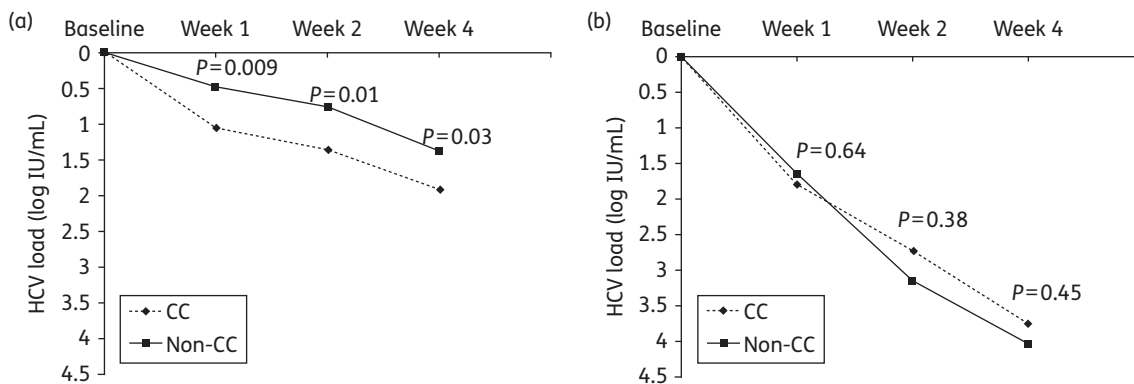 (a)
Baseline Week 1 Week 2 Week 4
0
0.5
1
1.5
2
2.5
3
3.5
4
4.5
HCV load (log IU/mL)
P=0.009
P=0.01
P=0.03
CC
Non-CC
(b)
Baseline Week 1 Week 2 Week 4
0
0.5
1
1.5
2
2.5
3
3.5
4
4.5
HCV load (log IU/mL)
P=0.64
P=0.38
P=0.45
CC
Non-CC